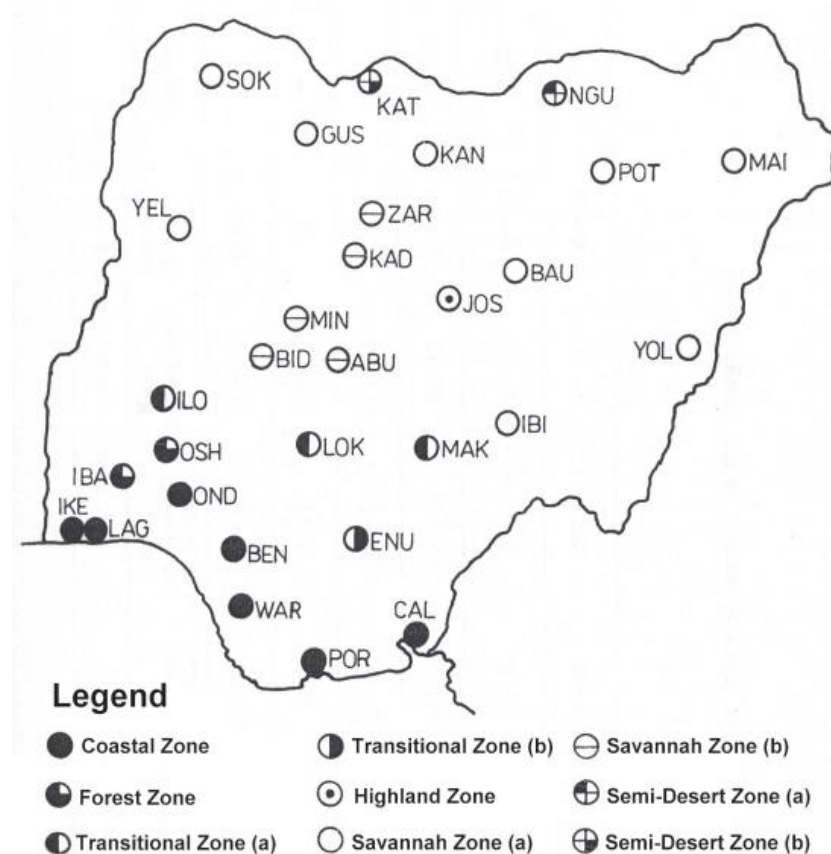 SOK
KAT
NGU
GUS
KAN
POT
MAI
YEL
ZAR
KAD
BAU
JOS
MIN
BID
ABU
YOL
ILO
IBI
OSH
LOK
MAK
IBA
OND
IKE
LAG
ENU
BEN
WAR
CAL
POR
Legend
Coastal Zone
Transitional Zone (b)
Savannah Zone (b)
Forest Zone
Highland Zone
Semi-Desert Zone (a)
Transitional Zone (a)
Savannah Zone (a)
Semi-Desert Zone (b)